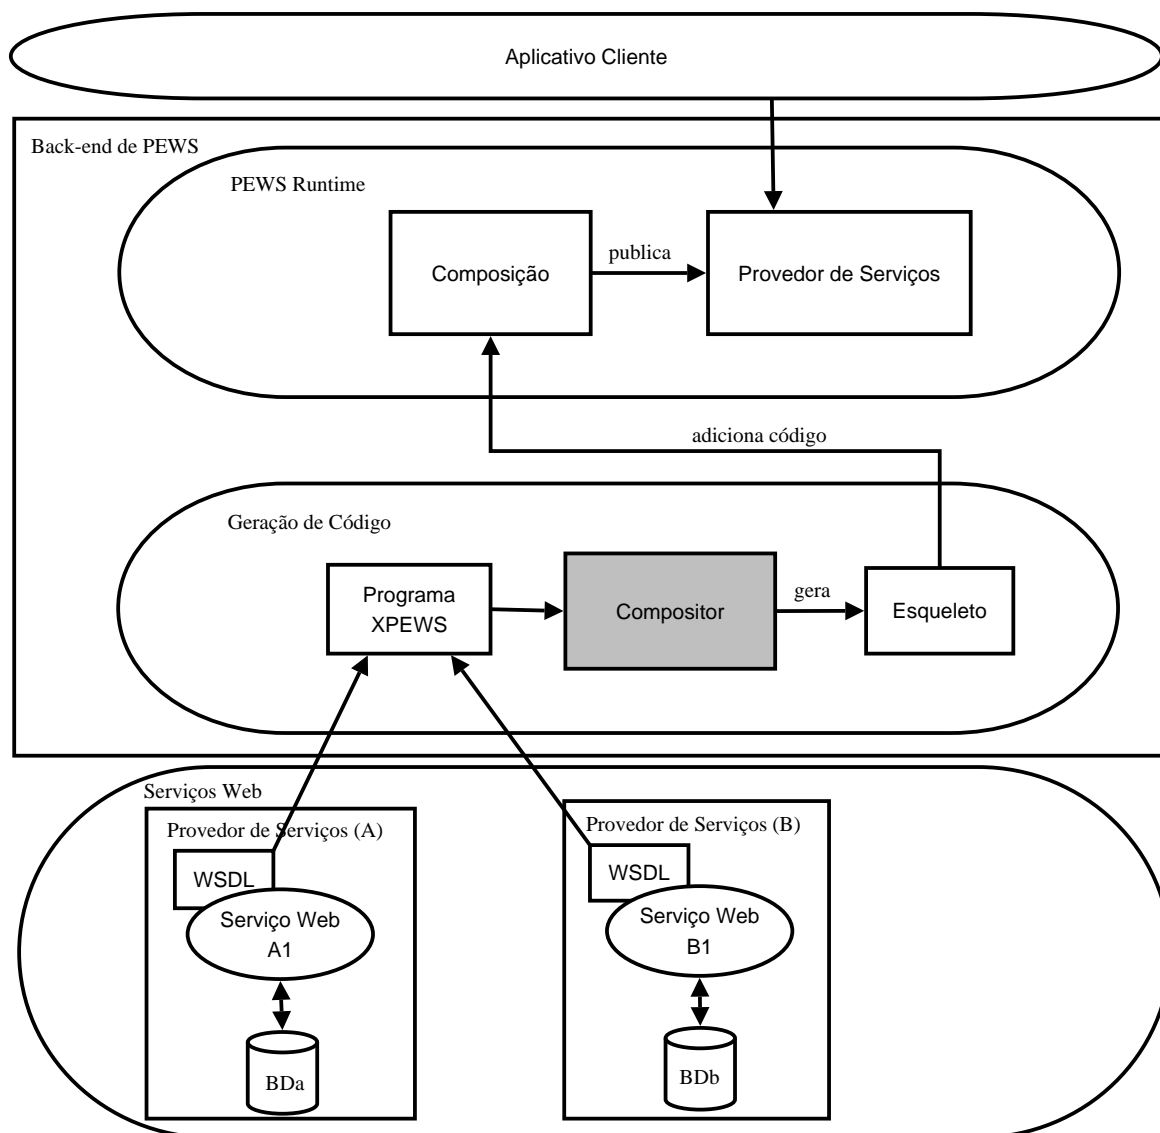 Aplicativo Cliente
Back-end de PEWS
PEWS Runtime
Composição
publica
Provedor de Serviços
adiciona código
Geração de Código
Programa
XPEWS
Compositor
gera
Esqueleto
Serviços Web
Provedor de Serviços (A)
WSDL
Serviço Web
A1
BDa
Provedor de Serviços (B)
WSDL
Serviço Web
B1
BDb